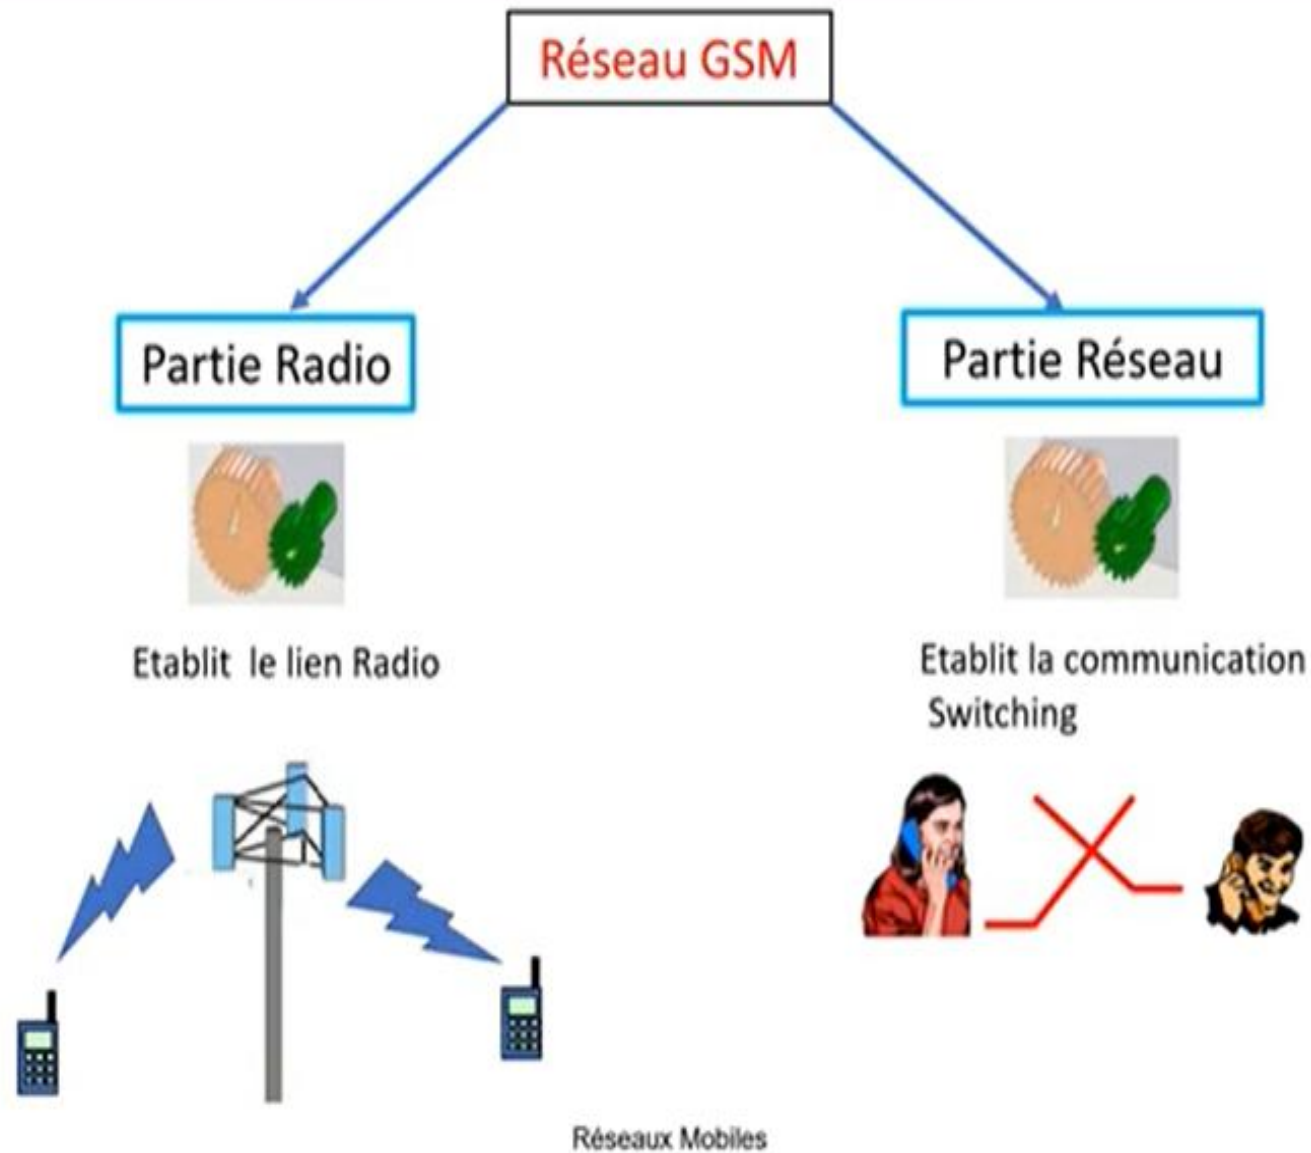 Réseau GSM
Partie Radio
Partie Réseau
Etablit le lien Radio
Etablit la communication
Switching
Réseaux Mobiles